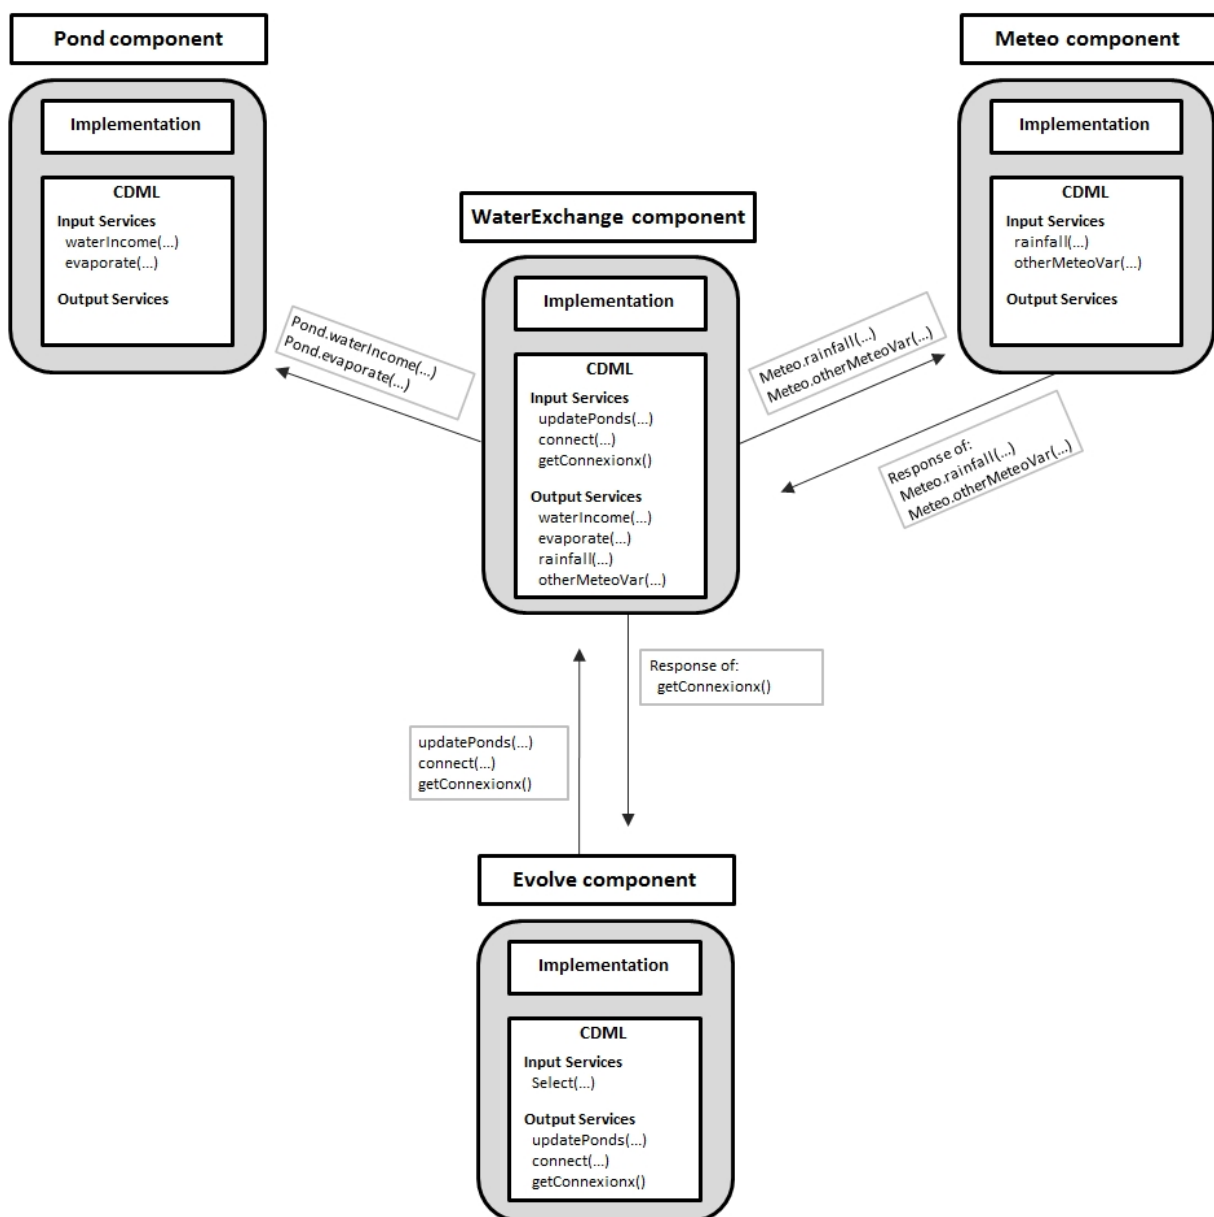 Pond component
Implementation
CDML
Input Services
waterIncome(...)
evaporate(...)
Output Services
Meteo component
Implementation
CDML
Input Services
rainfall(...)
otherMeteoVar(...)
Output Services
WaterExchange component
Implementation
CDML
Input Services
updatePonds(...)
connect(...)
getConnexionx()
Output Services
waterIncome(...)
evaporate(...)
rainfall(...)
otherMeteoVar(...)
Pond.waterIncome(...)
Pond.evaporate(...)
Meteo.rainfall(...)
Meteo.otherMeteoVar(...)
Response of:
Meteo.rainfall(...)
Meteo.otherMeteoVar(...)
Response of:
getConnexionx()
updatePonds(...)
connect(...)
getConnexionx()
Evolve component
Implementation
CDML
Input Services
Select(...)
Output Services
updatePonds(...)
connect(...)
getConnexionx()